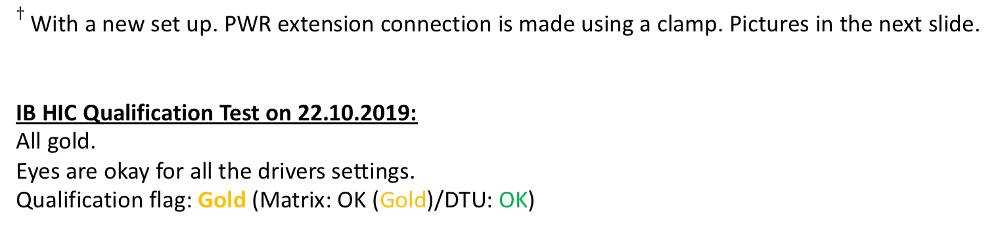 † With a new set up. PWR extension connection is made using a clamp. Pictures in the next slide.
IB HIC Qualification Test on 22.10.2019:
All gold.
Eyes are okay for all the drivers settings.
Qualification flag: Gold (Matrix: OK (Gold)/DTU: OK)